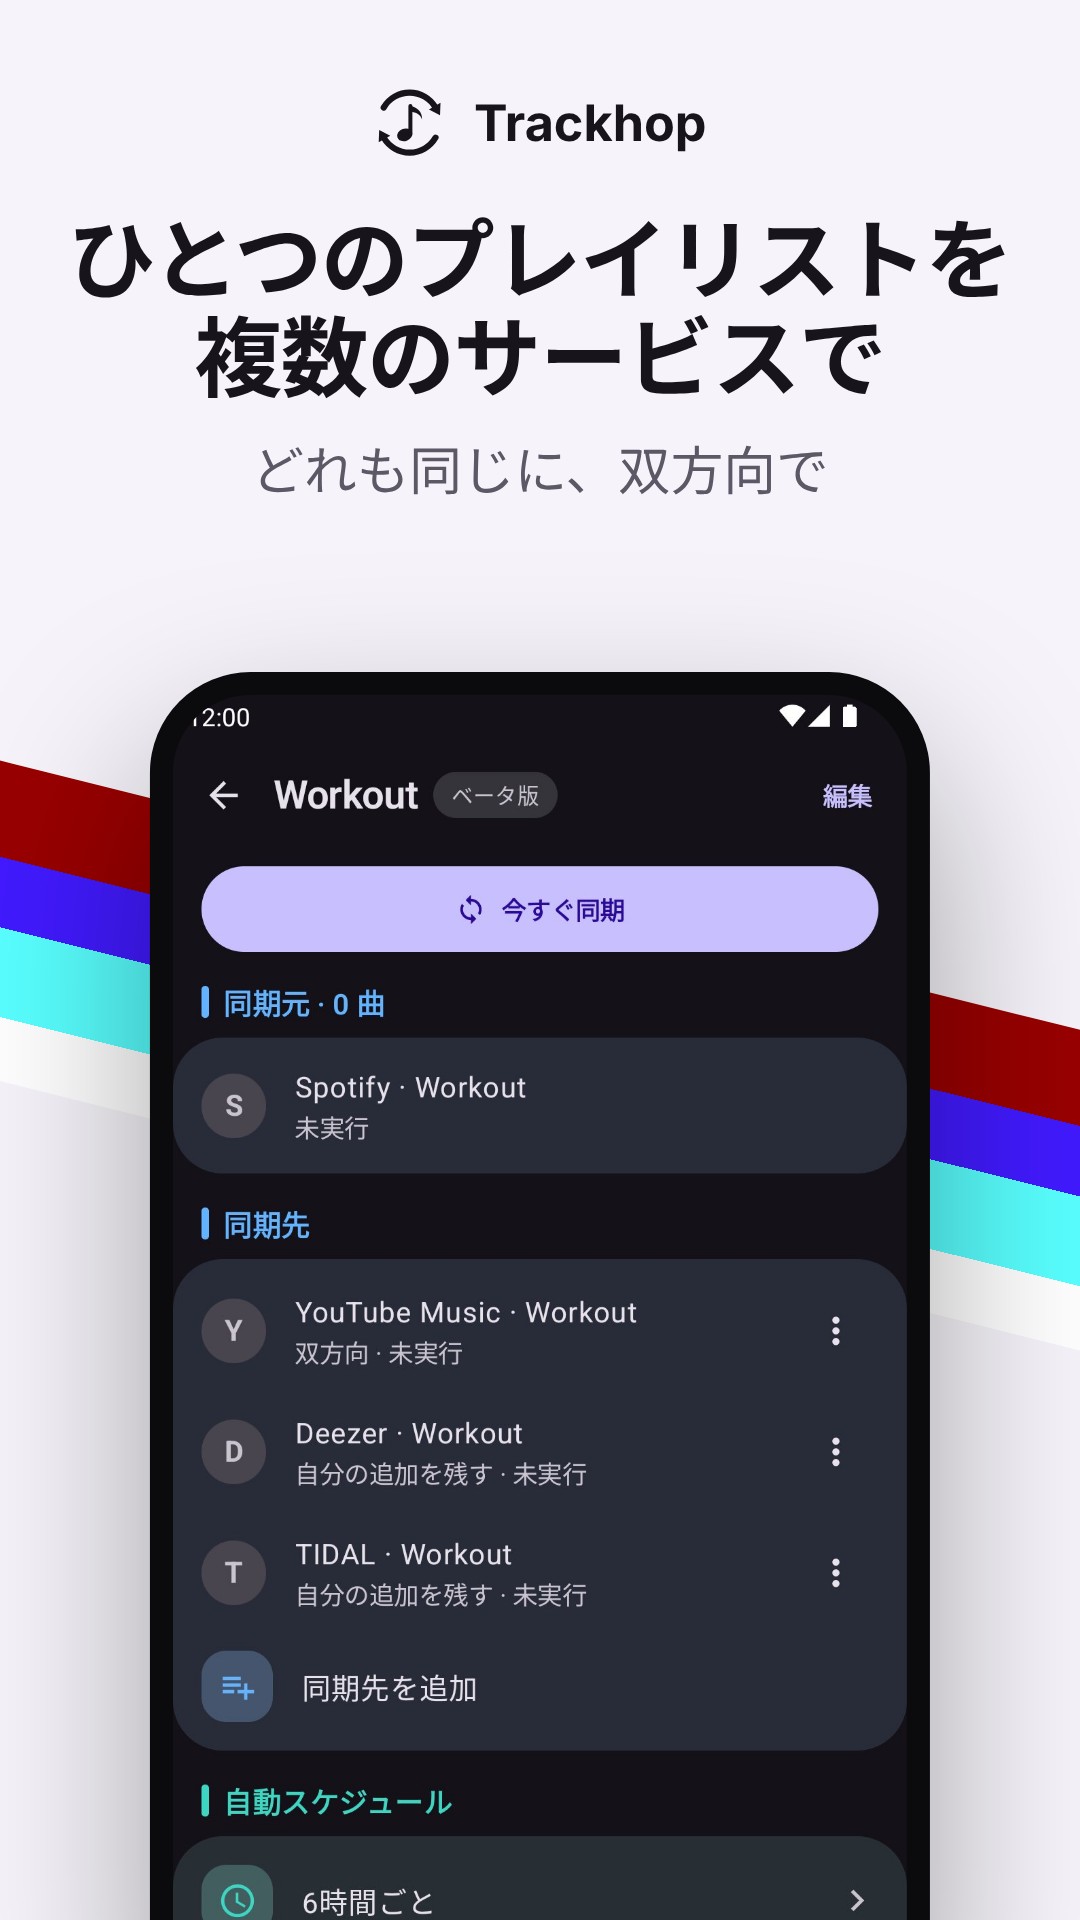 Trackhop
ひとつのプレイリストを
複数のサービスで
どれも同じに、双方向で
12:00
Workout ベータ版 編集
今すぐ同期
同期元 · 0 曲
S
Spotify · Workout
未実行
同期先
Y
YouTube Music · Workout
双方向 · 未実行
D
Deezer · Workout
自分の追加を残す · 未実行
T
TIDAL · Workout
自分の追加を残す · 未実行
同期先を追加
自動スケジュール
6時間ごと